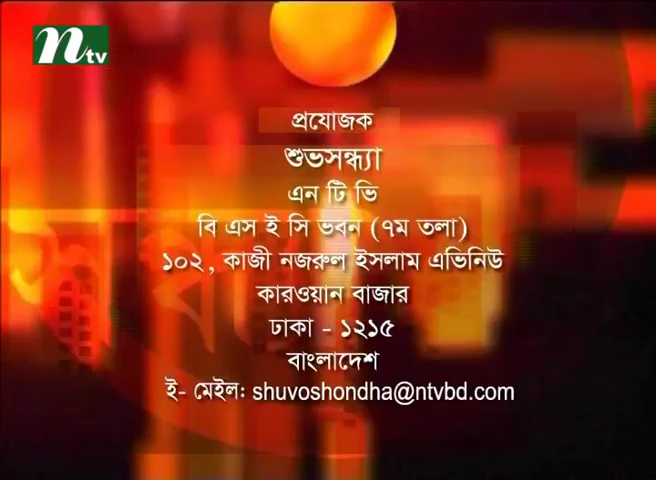 ntv
প্রযোজক
শুভসন্ধ্যা
এন টি ভি
বি এস ই সি ভবন (৭ম তলা)
১০২, কাজী নজরুল ইসলাম এভিনিউ
কারওয়ান বাজার
ঢাকা - ১২১৫
বাংলাদেশ
ই- মেইলঃ shuvoshondha@ntvbd.com